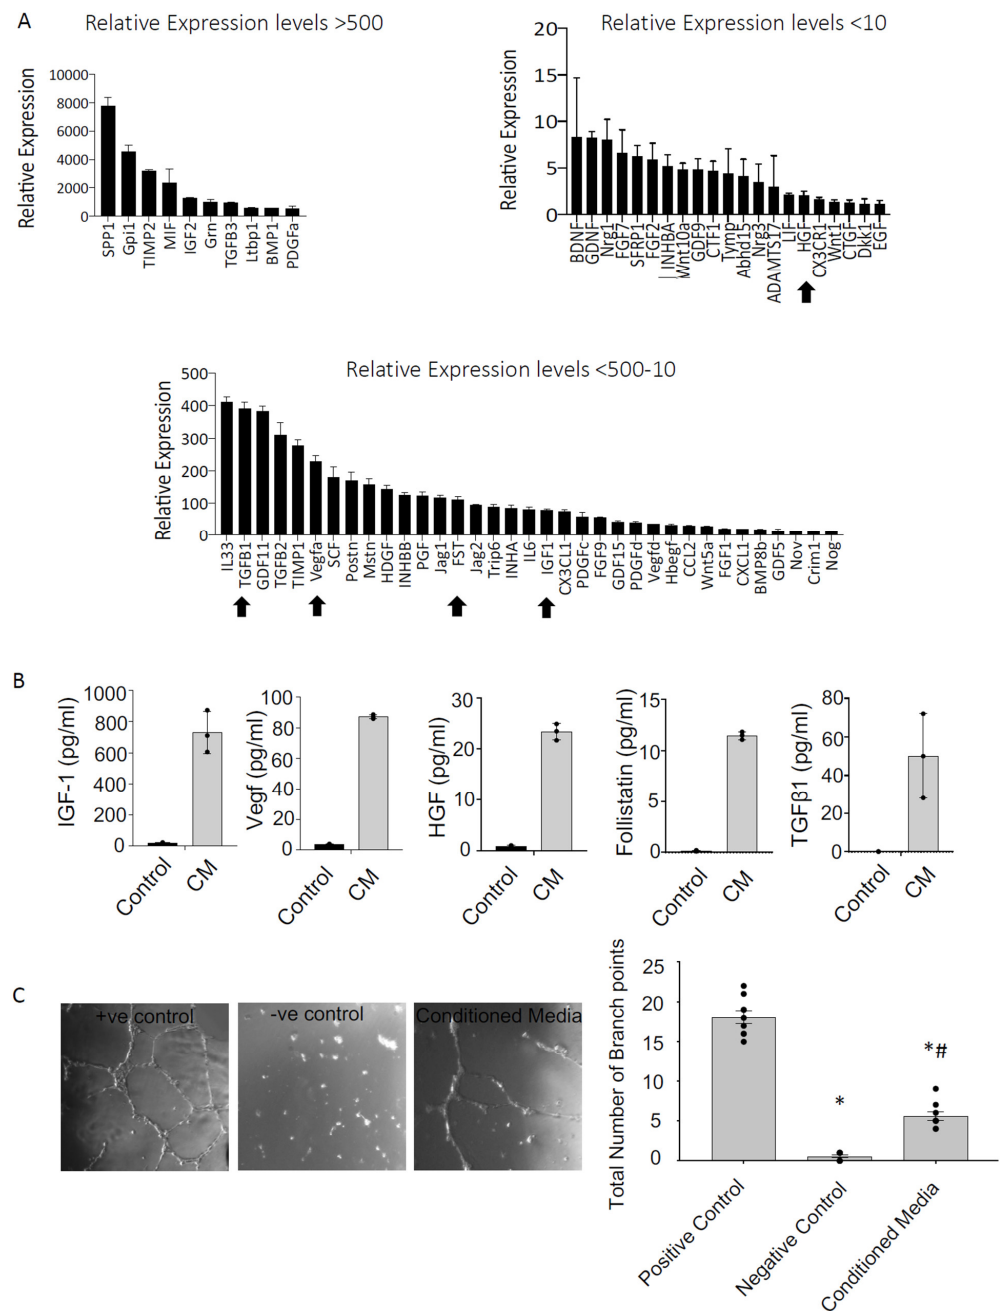 A
Relative Expression levels >500
Relative Expression
10000
8000
6000
4000
2000
0
SPP1
Gpi1
TIMP2
MIF
IGF2
Grn
TGFB3
Ltbp1
BMP1
PDGFa
Relative Expression levels <10
Relative Expression
20
15
10
5
0
BDNF
GDNF
Nrg1
FGF7
SFRP1
FGF2
INHBA
Wnt10a
GDF9
CTF1
Tymp
Abhd15
Nrg3
ADAMTS17
LIF
HGF
CX3CR1
Wnt1
CTGF
Dkk1
EGF
Relative Expression levels <500-10
Relative Expression
500
400
300
200
100
0
IL33
TGFB1
GDF11
TGFB2
TIMP1
Vegfa
SCF
Postn
Mstn
HDGF
INHBB
PGF
Jag1
FST
Jag2
Trip6
INHA
IL6
IGF1
CX3CL1
PDGFc
FGF9
GDF15
PDGFd
Vegfd
Hbegf
CCL2
Wnt5a
FGF1
CXCL1
BMP8b
GDF5
Nov
Crim1
Nog
B
IGF-1 (pg/ml)
1000
800
600
400
200
0
Control
CM
Vegf (pg/ml)
100
80
60
40
20
0
Control
CM
HGF (pg/ml)
30
20
10
0
Control
CM
Follistatin (pg/ml)
15
10
5
0
Control
CM
TGFβ1 (pg/ml)
80
60
40
20
0
Control
CM
C
+ve control
-ve control
Conditioned Media
Total Number of Branch points
25
20
15
10
5
0
*
*#
Positive Control
Negative Control
Conditioned Media